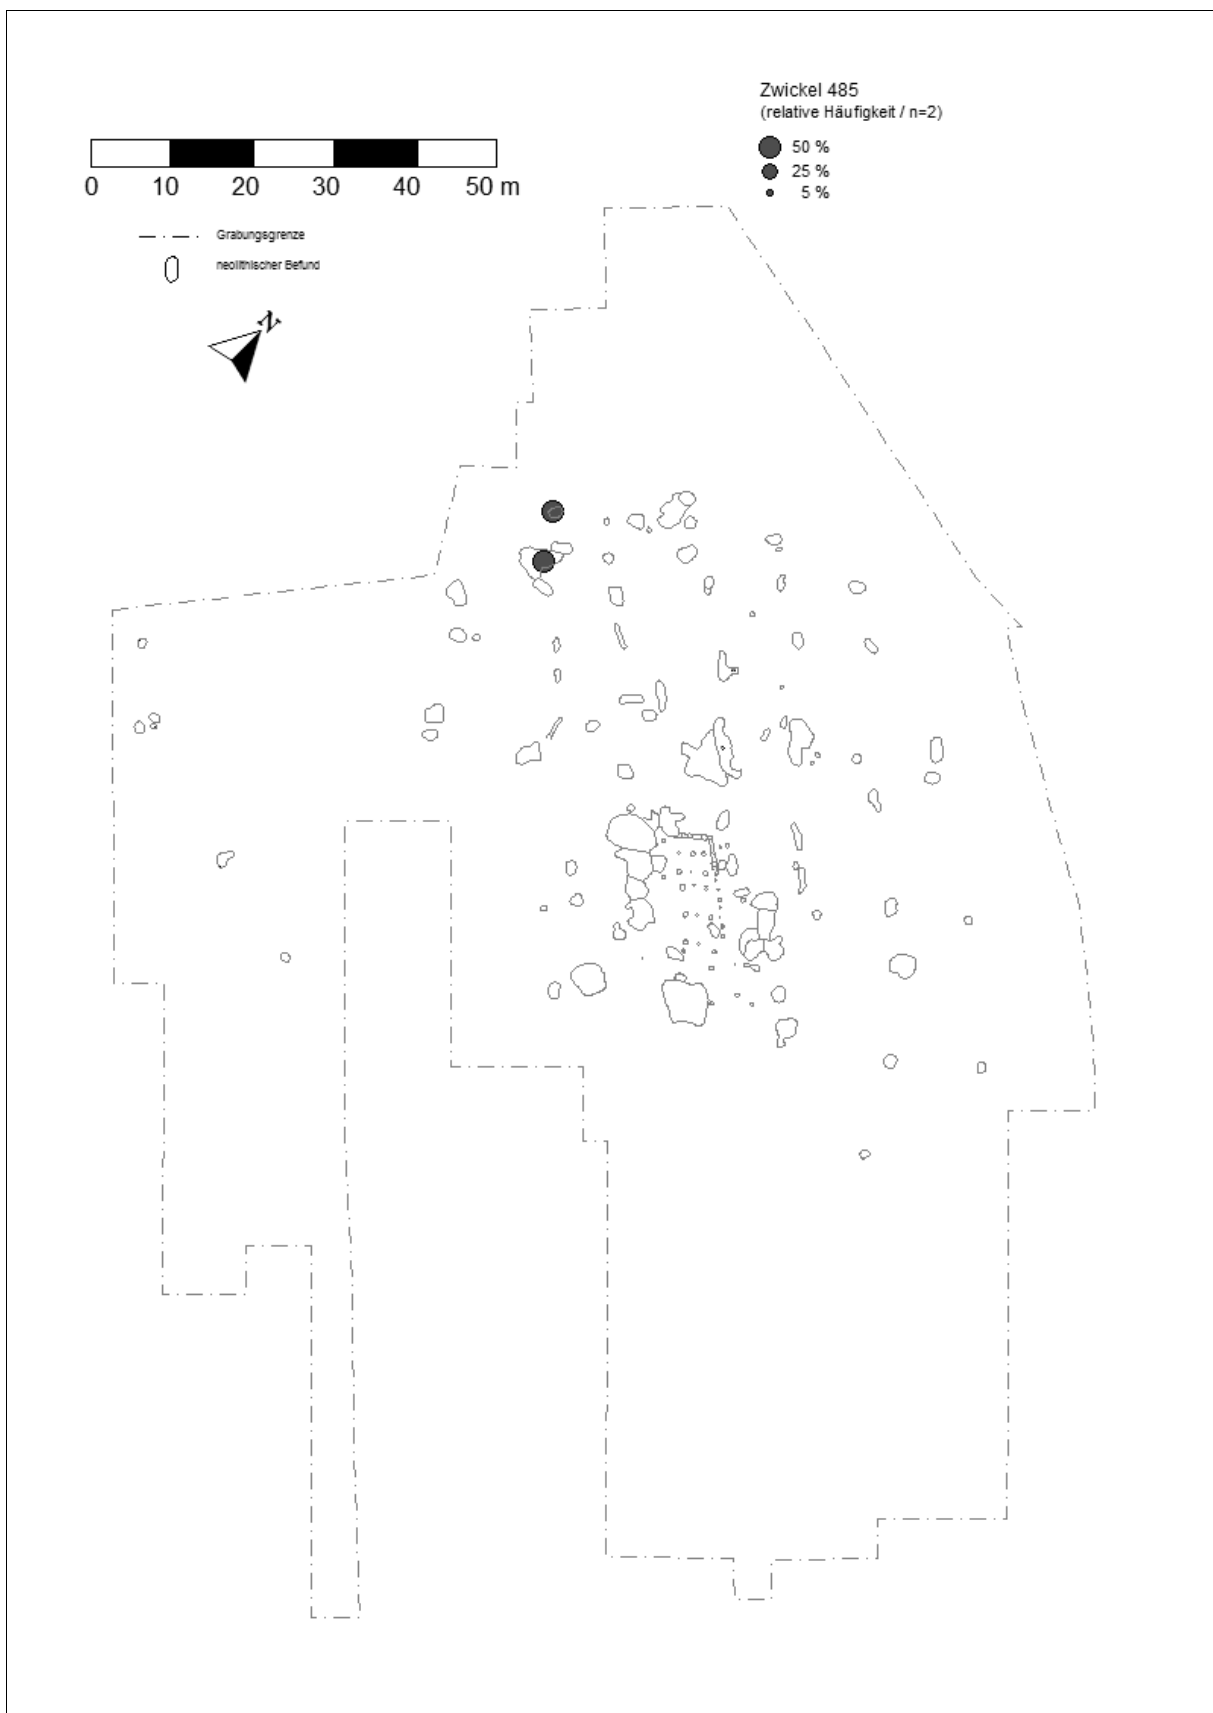 Zwickel 485
(relative Häufigkeit / n=2)
50 %
25 %
5 %
0 10 20 30 40 50 m
Grabungsgrenze
neolithischer Befund
N